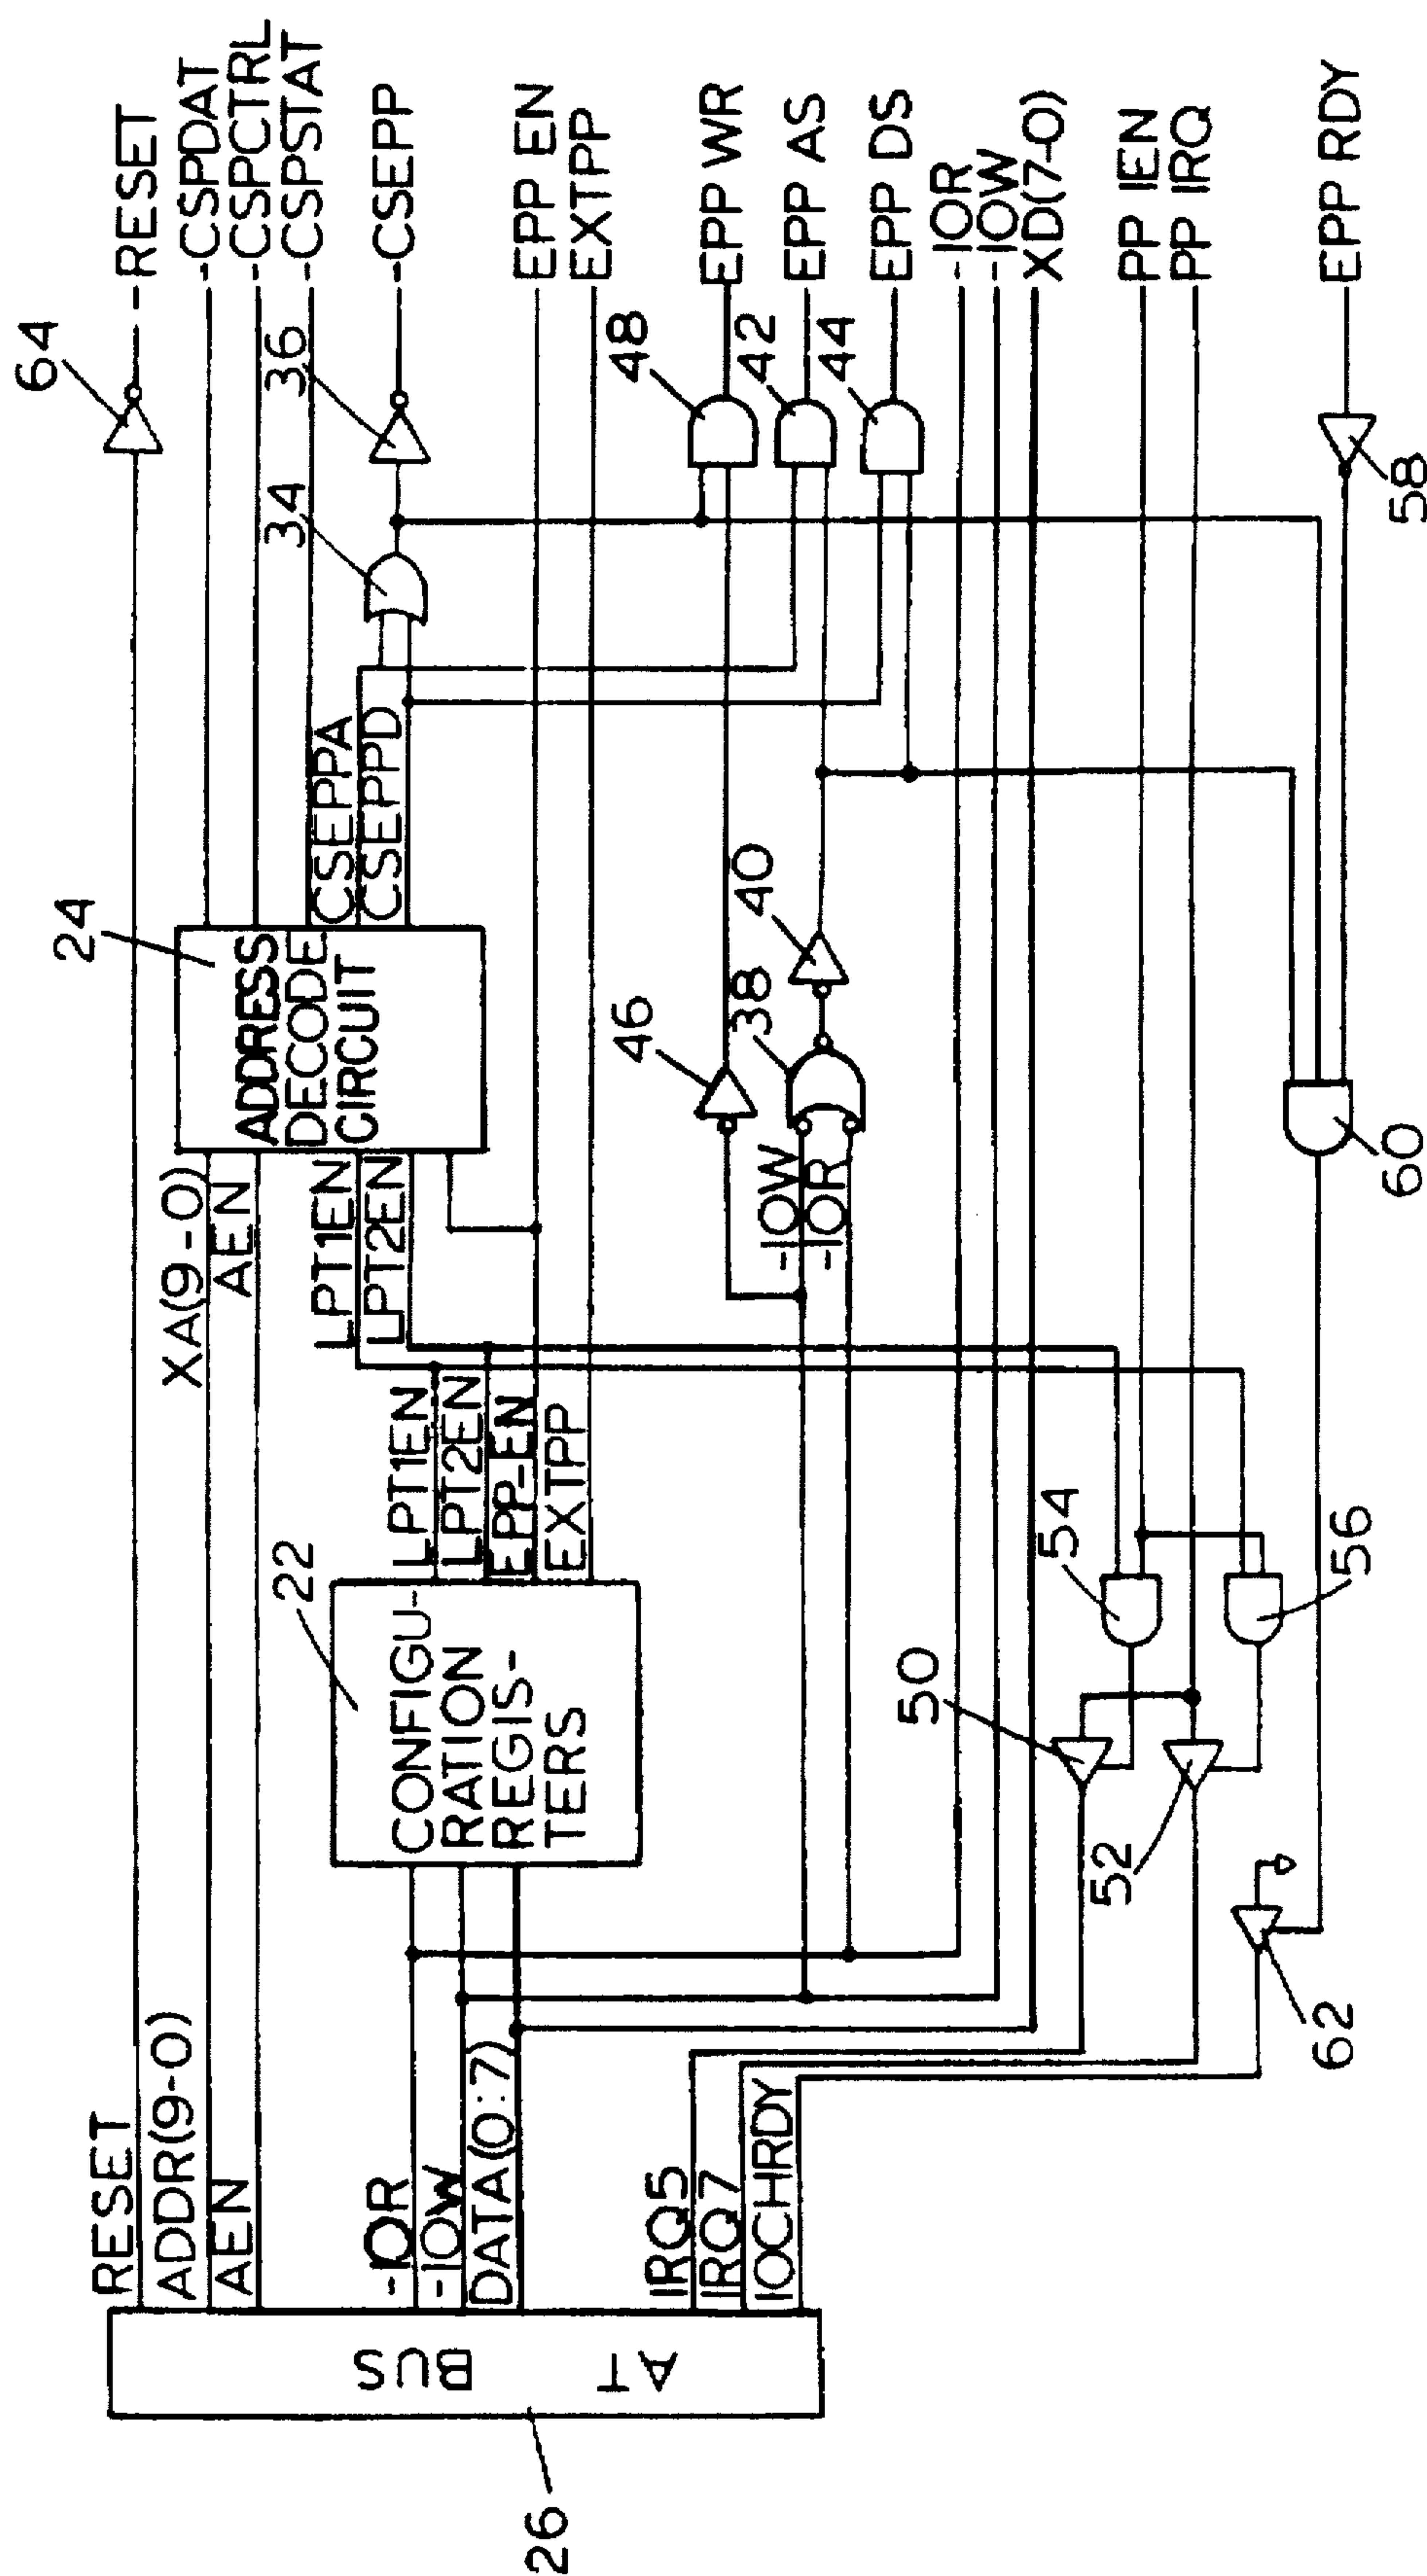 RESET
ADDR(9-0)
AEN
-IOR
-IOW
DATA(0:7)
IRQ5
IRQ7
IOCHRDY
AT BUS
26
22
CONFIGU-
RATION
REGIS-
TERS
LPT1EN
LPT2EN
EPP-EN
EXTPP
XA(9-0)
AEN
LPT1EN
LPT2EN
24
ADDRESS
DECODE
CIRCUIT
CSEPPA
CSEPPD
-IOW
-IOR
46
38
40
34
36
64
48
42
44
50
52
54
56
58
60
62
-RESET
-CSPDAT
-CSPCTRL
-CSPSTAT
-CSEPP
EPP EN
EXTPP
EPP WR
EPP AS
EPP DS
-IOR
-IOW
XD(7-0)
PP IEN
PP IRQ
EPP RDY